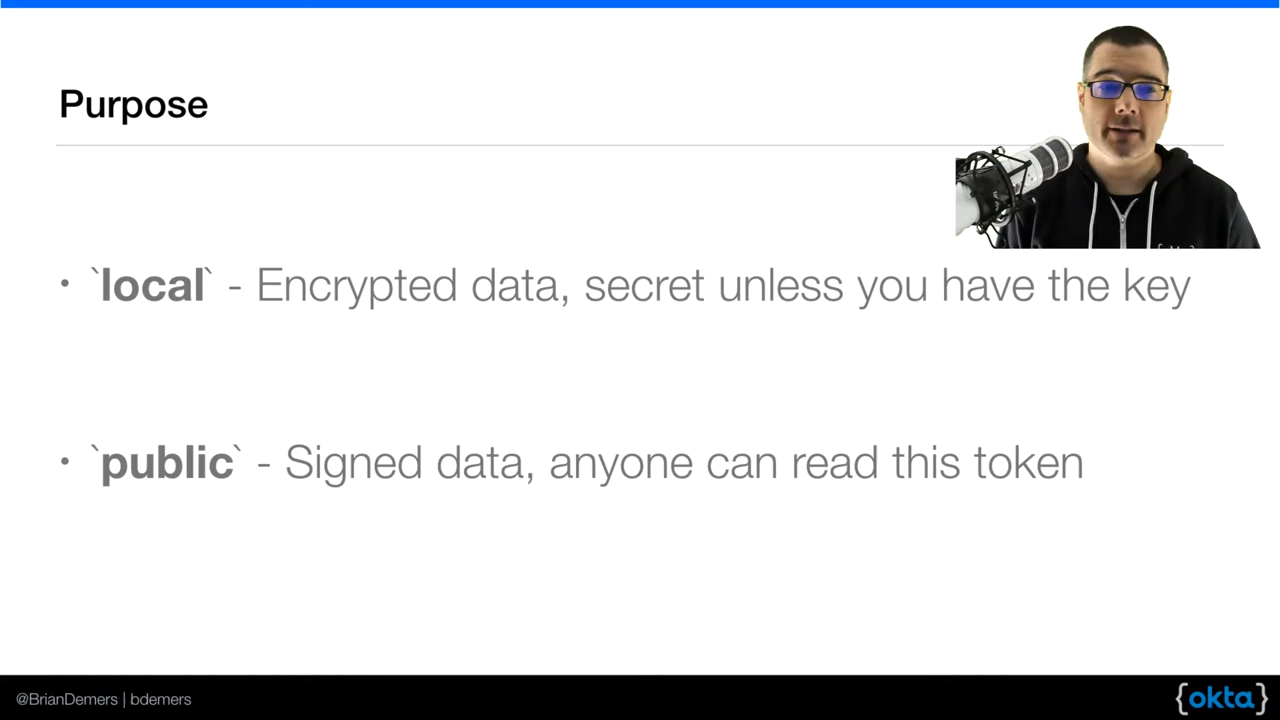 Purpose
• `local` - Encrypted data, secret unless you have the key
• `public` - Signed data, anyone can read this token
@BrianDemers | bdemers
{okta}